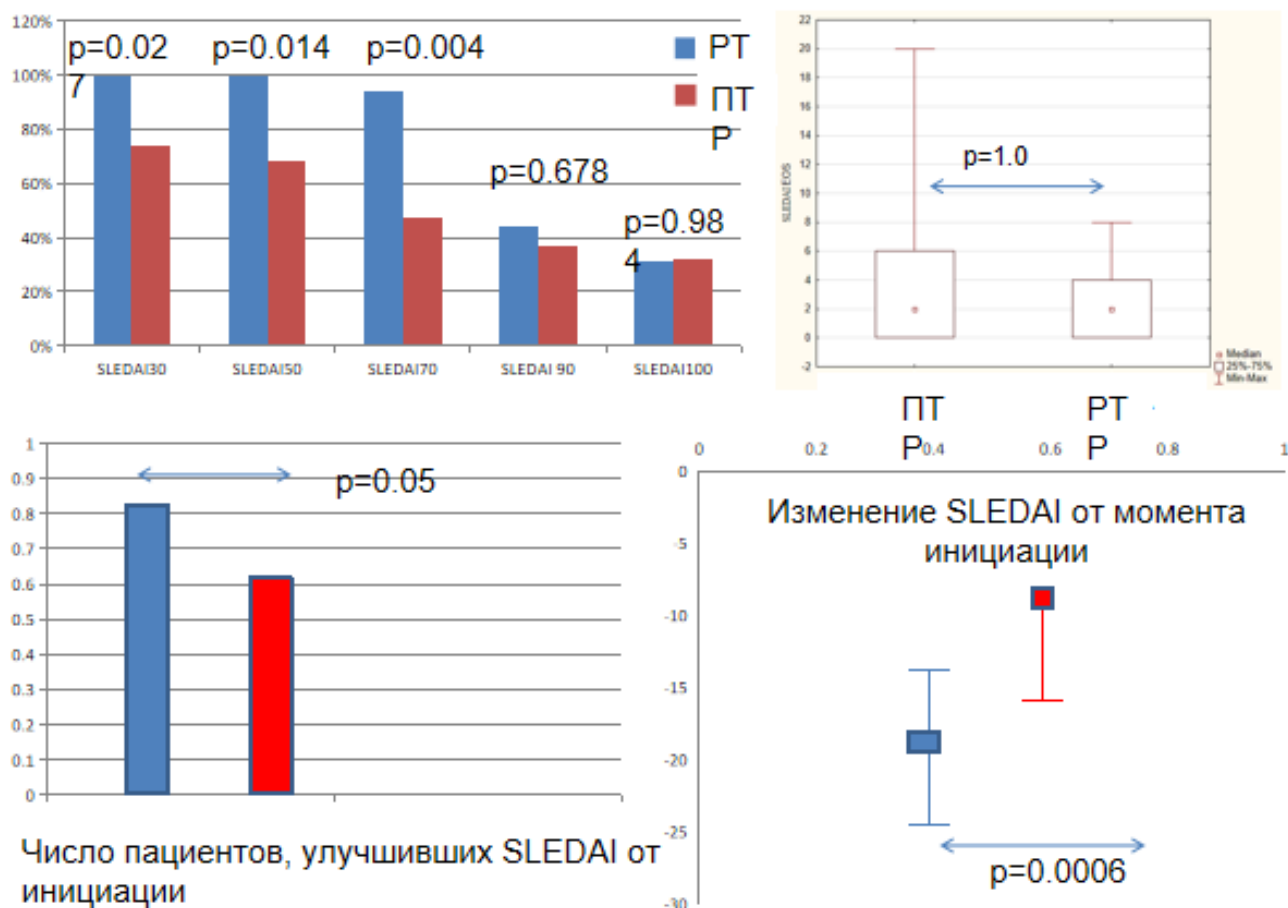 120%
100%
80%
60%
40%
20%
0%
p=0.02
7
p=0.014
p=0.004
p=0.678
p=0.98
4
РТ
ПТ
Р
SLEDAI30
SLEDAI50
SLEDAI70
SLEDAI 90
SLEDAI100
22
20
18
16
14
12
10
8
6
4
2
0
-2
SLEDAI EOS
p=1.0
Median
25%-75%
Min-Max
ПТ
Р
РТ
Р
1
0.9
0.8
0.7
0.6
0.5
0.4
0.3
0.2
0.1
0
p=0.05
Число пациентов, улучшивших SLEDAI от
инициации
0 0.2 0.4 0.6 0.8 1
0
-5
-10
-15
-20
-25
-30
Изменение SLEDAI от момента
инициации
p=0.0006